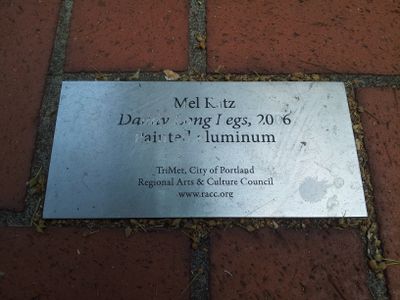 Mel Katz
Daddy Long Legs, 2006
painted aluminum
TriMet, City of Portland
Regional Arts & Culture Council
www.racc.org